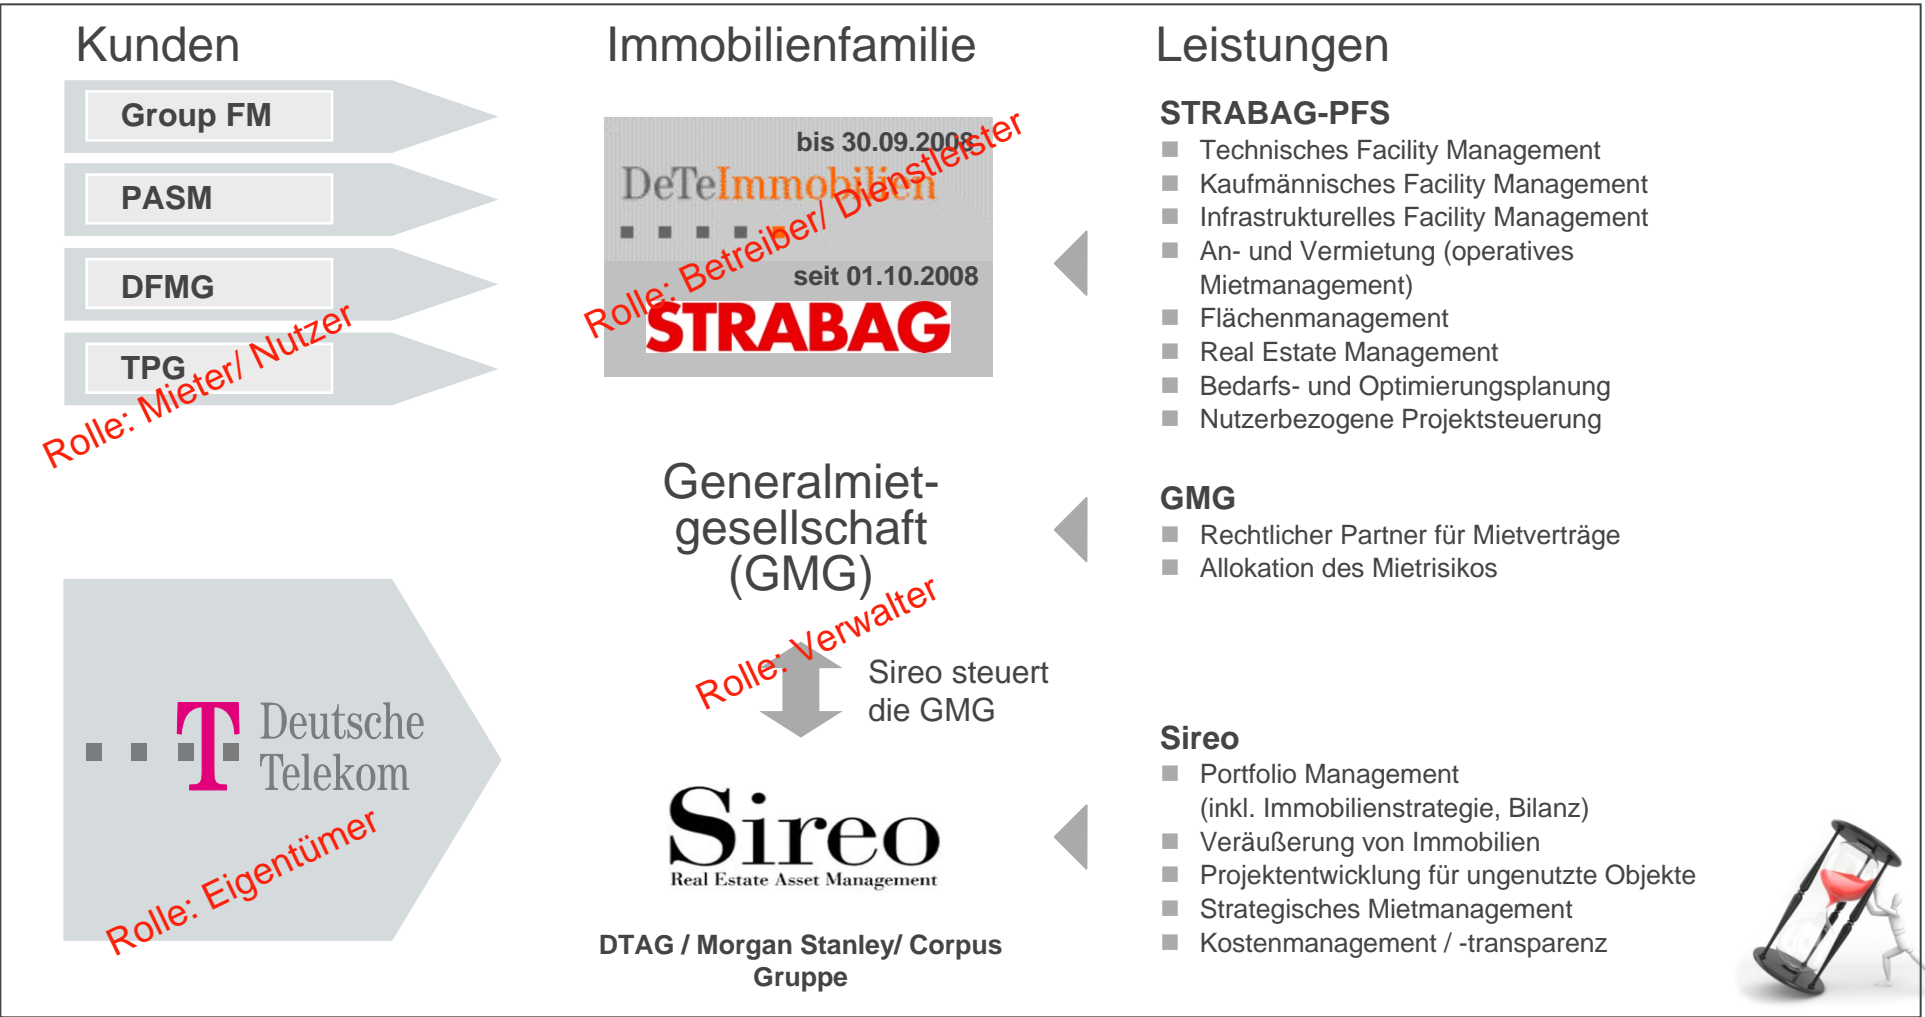 Kunden
Group FM
PASM
DFMG
TPG
Rolle: Mieter/ Nutzer
Deutsche
Telekom
Rolle: Eigentümer
Immobilienfamilie
bis 30.09.2008
DeTeImmobilien
Rolle: Betreiber/ Dienstleister
seit 01.10.2008
STRABAG
Generalmiet-
gesellschaft
(GMG)
Rolle: Verwalter
Sireo steuert
die GMG
Sireo
Real Estate Asset Management
DTAG / Morgan Stanley/ Corpus
Gruppe
Leistungen
STRABAG-PFS
Technisches Facility Management
Kaufmännisches Facility Management
Infrastrukturelles Facility Management
An- und Vermietung (operatives
Mietmanagement)
Flächenmanagement
Real Estate Management
Bedarfs- und Optimierungsplanung
Nutzerbezogene Projektsteuerung
GMG
Rechtlicher Partner für Mietverträge
Allokation des Mietrisikos
Sireo
Portfolio Management
(inkl. Immobilienstrategie, Bilanz)
Veräußerung von Immobilien
Projektentwicklung für ungenutzte Objekte
Strategisches Mietmanagement
Kostenmanagement / -transparenz